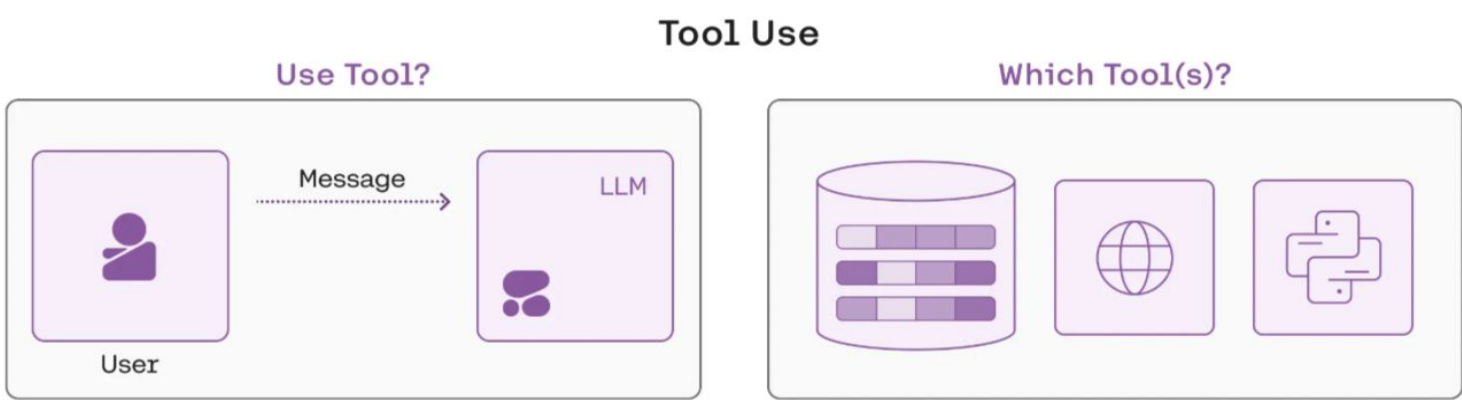 Tool Use
Use Tool?
Which Tool(s)?
Message
LLM
User